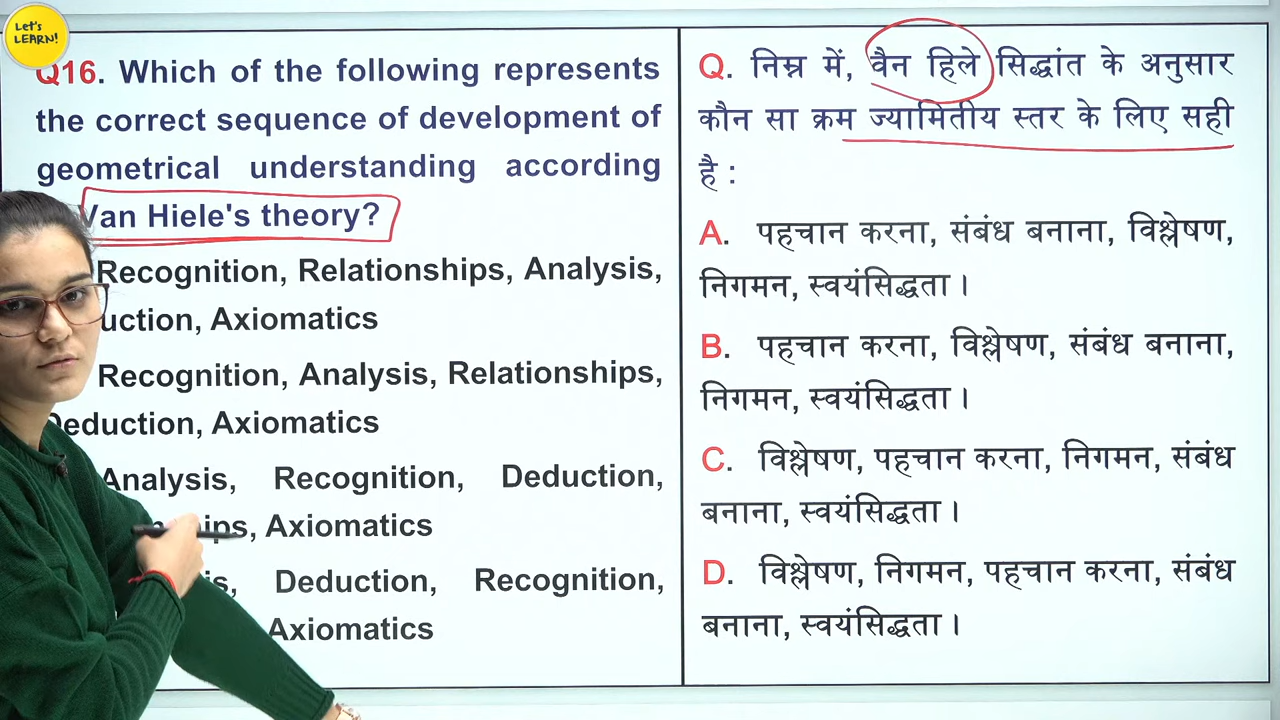 Let's
LEARN!
Q16. Which of the following represents
the correct sequence of development of
geometrical understanding according
Van Hiele's theory?
Recognition, Relationships, Analysis,
uction, Axiomatics
Recognition, Analysis, Relationships,
Deduction, Axiomatics
Analysis, Recognition, Deduction,
ips, Axiomatics
is, Deduction, Recognition,
Axiomatics
Q. निम्न में, वैन हिले सिद्धांत के अनुसार
कौन सा क्रम ज्यामितीय स्तर के लिए सही
है :
A. पहचान करना, संबंध बनाना, विश्लेषण,
निगमन, स्वयंसिद्धता।
B. पहचान करना, विश्लेषण, संबंध बनाना,
निगमन, स्वयंसिद्धता।
C. विश्लेषण, पहचान करना, निगमन, संबंध
बनाना, स्वयंसिद्धता।
D. विश्लेषण, निगमन, पहचान करना, संबंध
बनाना, स्वयंसिद्धता।